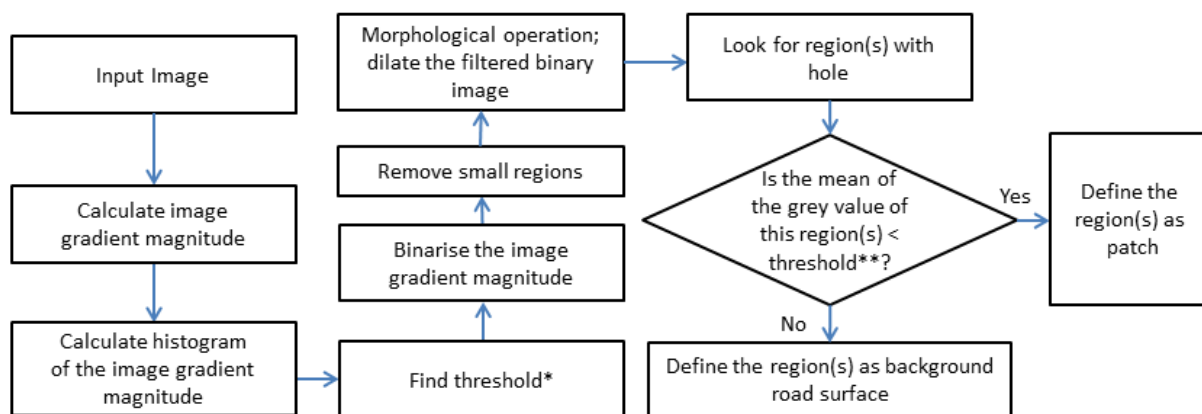 Input Image
Calculate image
gradient magnitude
Calculate histogram
of the image gradient
magnitude
Find threshold*
Binarise the image
gradient magnitude
Remove small regions
Morphological operation;
dilate the filtered binary
image
Look for region(s) with
hole
Is the mean of
the grey value of
this region(s) <
threshold**?
Yes
Define the
region(s) as
patch
No
Define the region(s) as background
road surface